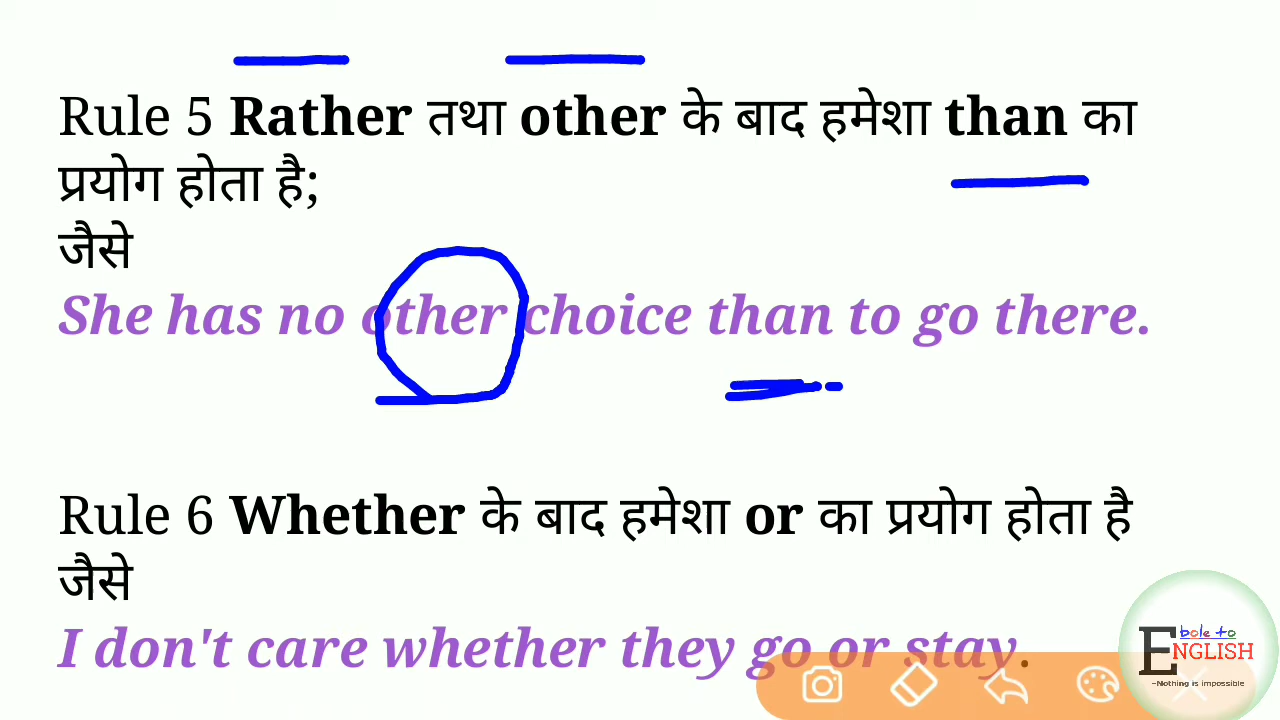 Rule 5 Rather तथा other के बाद हमेशा than का
प्रयोग होता है;
जैसे
She has no other choice than to go there.
Rule 6 Whether के बाद हमेशा or का प्रयोग होता है
जैसे
I don't care whether they go or stay.
bole to
ENGLISH
~Nothing is impossible